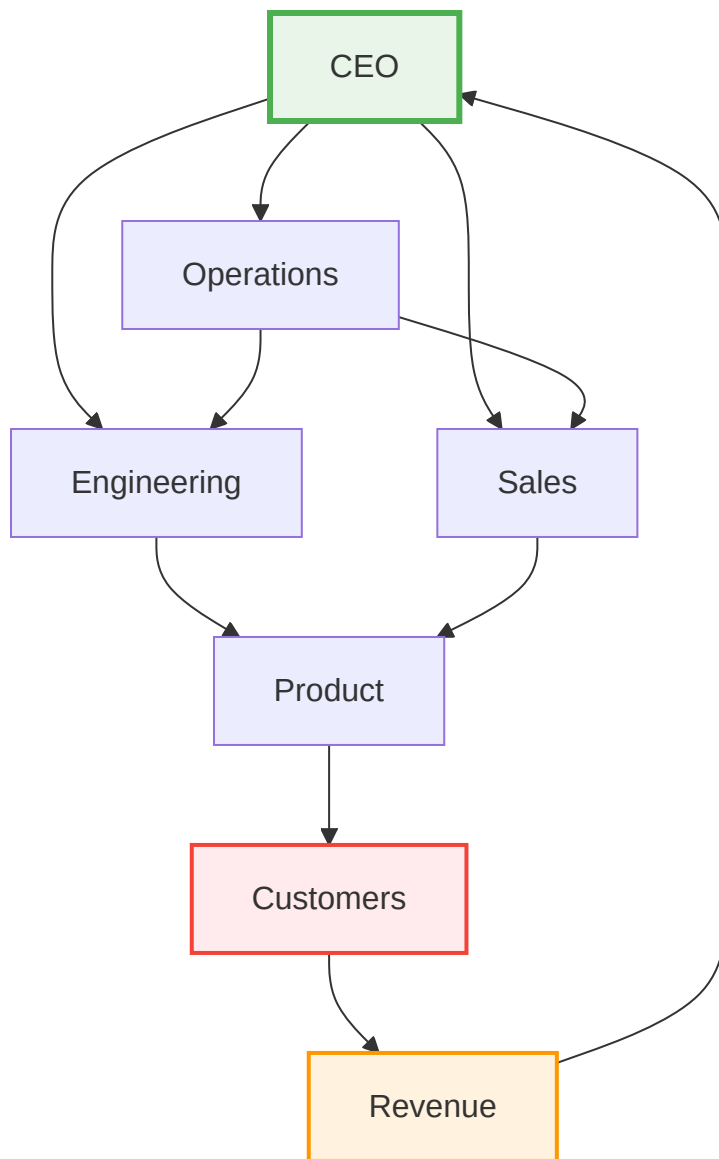 CEO
Operations
Engineering
Sales
Product
Customers
Revenue